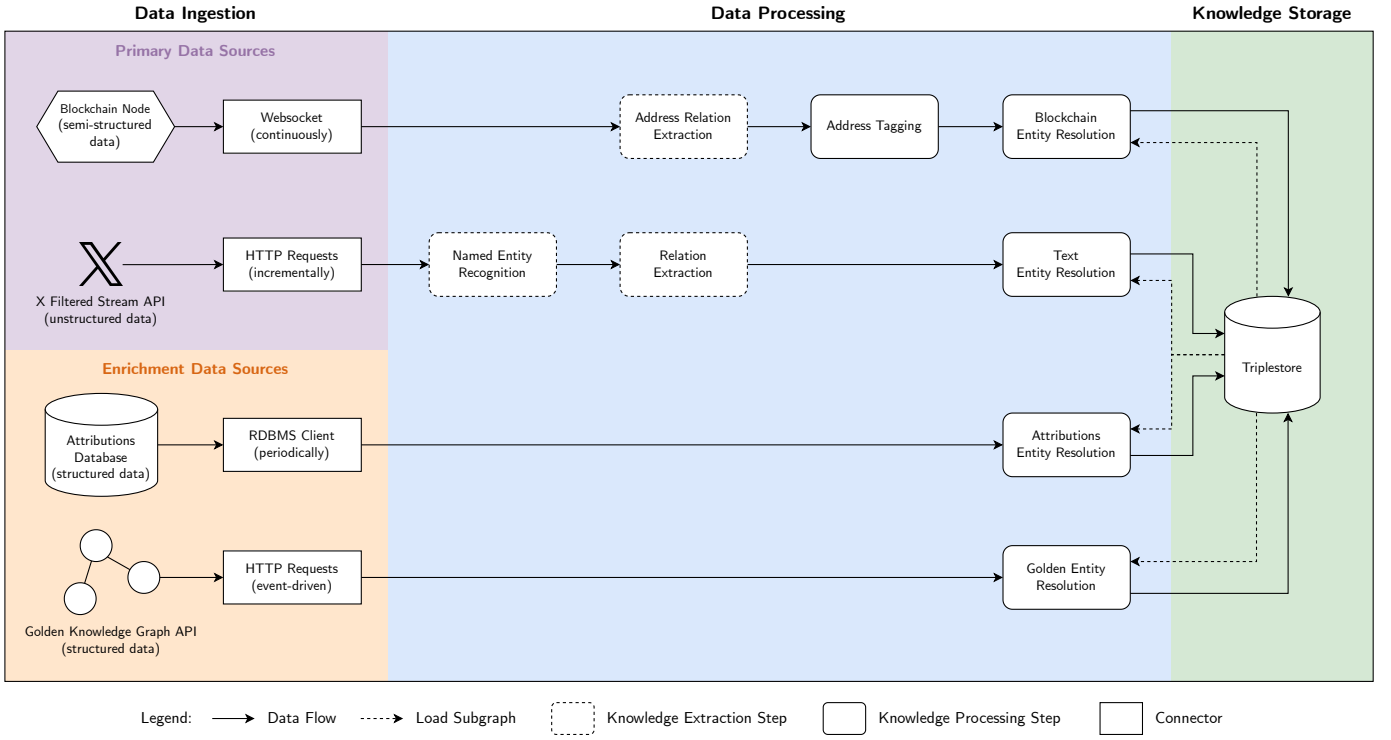 Data Ingestion
Data Processing
Knowledge Storage
Primary Data Sources
Blockchain Node
(semi-structured
data)
Websocket
(continuously)
Address Relation
Extraction
Address Tagging
Blockchain
Entity Resolution
X Filtered Stream API
(unstructured data)
HTTP Requests
(incrementally)
Named Entity
Recognition
Relation
Extraction
Text
Entity Resolution
Triplestore
Enrichment Data Sources
Attributions
Database
(structured data)
RDBMS Client
(periodically)
Attributions
Entity Resolution
Golden Knowledge Graph API
(structured data)
HTTP Requests
(event-driven)
Golden Entity
Resolution
Legend:
Data Flow
Load Subgraph
Knowledge Extraction Step
Knowledge Processing Step
Connector